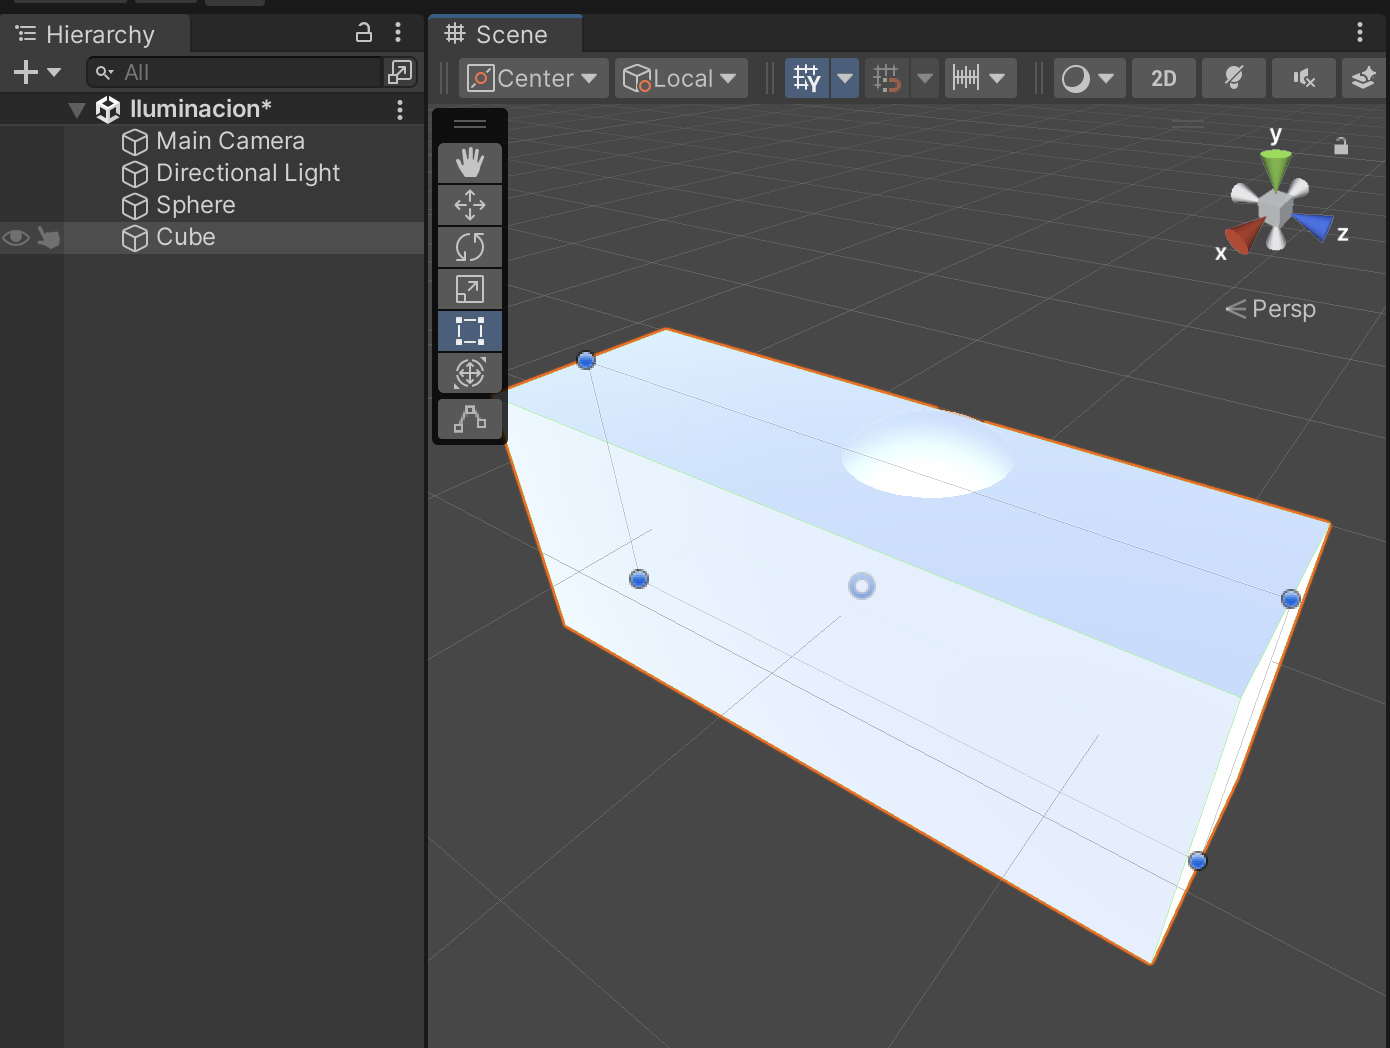 Hierarchy
All
Iluminacion*
Main Camera
Directional Light
Sphere
Cube
Scene
Center
Local
Y
2D
y
x
z
Persp